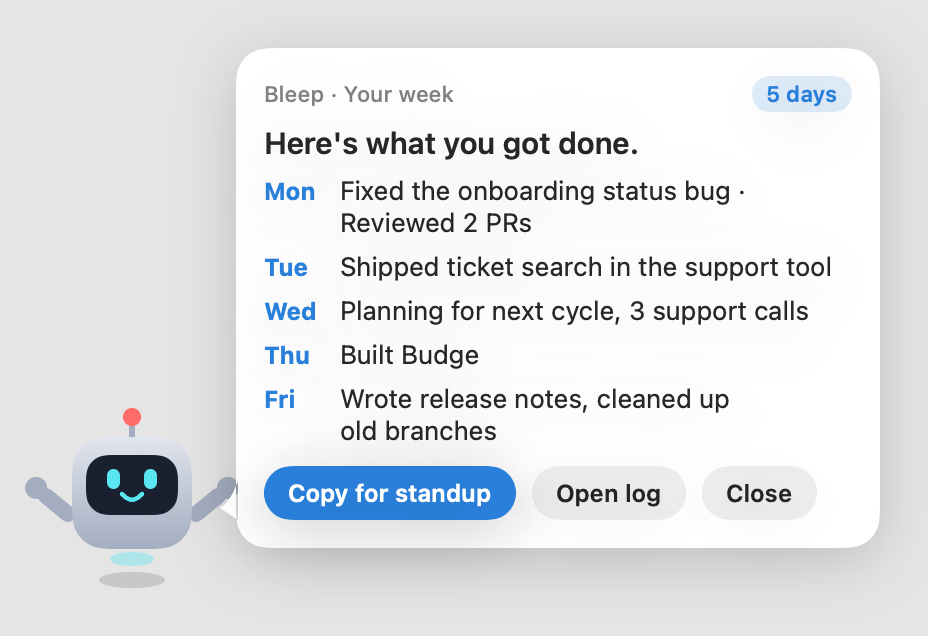 Bleep · Your week
5 days
Here's what you got done.
Mon Fixed the onboarding status bug ·
Reviewed 2 PRs
Tue Shipped ticket search in the support tool
Wed Planning for next cycle, 3 support calls
Thu Built Budge
Fri Wrote release notes, cleaned up
old branches
Copy for standup Open log Close